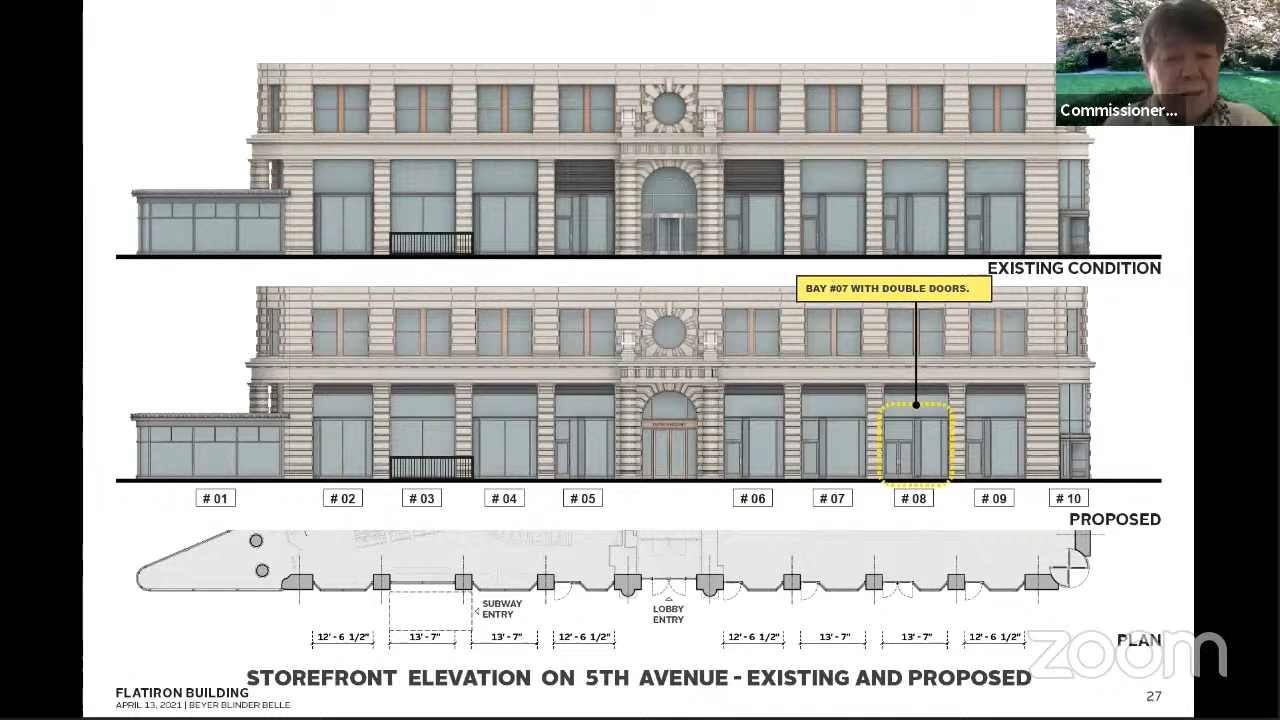 Commissioner...
EXISTING CONDITION
BAY #07 WITH DOUBLE DOORS.
FLATIRON BUILDING
# 01
# 02
# 03
# 04
# 05
# 06
# 07
# 08
# 09
# 10
PROPOSED
SUBWAY
ENTRY
LOBBY
ENTRY
12' - 6 1/2"
13' - 7"
13' - 7"
12' - 6 1/2"
12' - 6 1/2"
13' - 7"
13' - 7"
12' - 6 1/2"
PLAN
zoom
STOREFRONT ELEVATION ON 5TH AVENUE - EXISTING AND PROPOSED
FLATIRON BUILDING
APRIL 13, 2021 | BEYER BLINDER BELLE
27